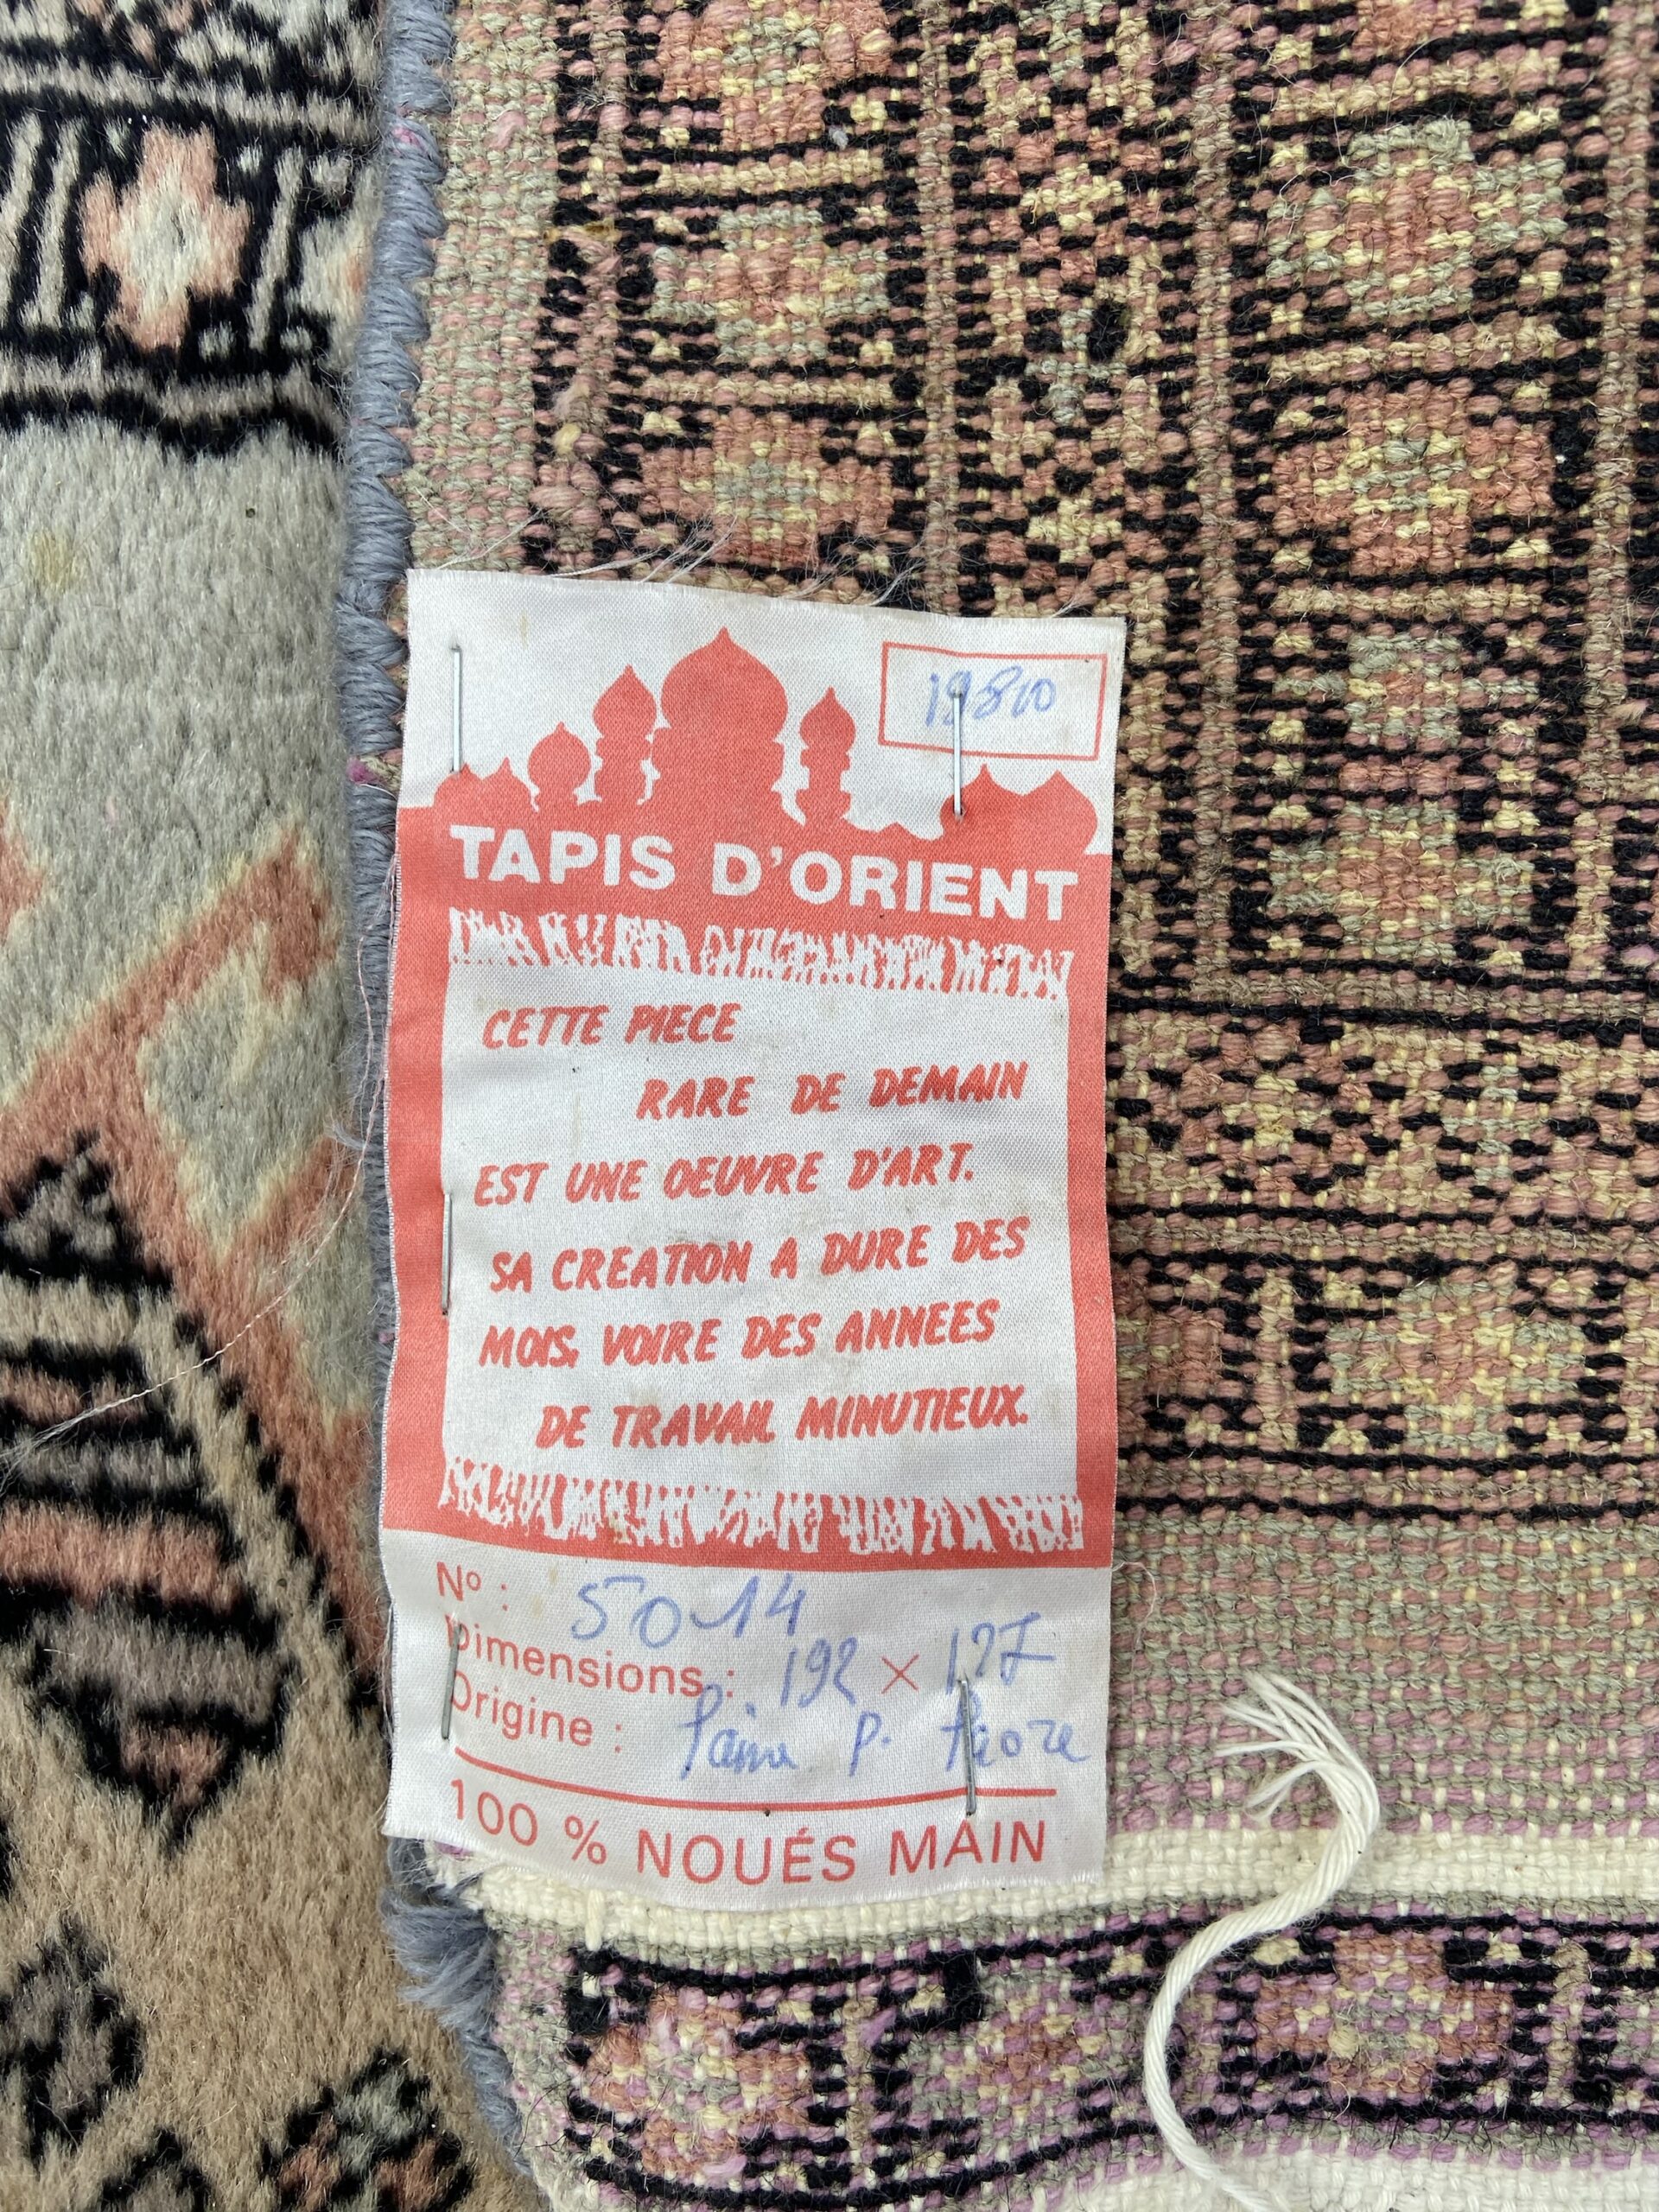 19800
TAPIS D'ORIENT
CETTE PIECE
RARE DE DEMAIN
EST UNE OEUVRE D'ART.
SA CREATION A DURE DES
MOIS, VOIRE DES ANNEES
DE TRAVAIL MINUTIEUX.
Nº : 5014
Dimensions : 192 × 127
Origine : P.
100 % NOUÉS MAIN